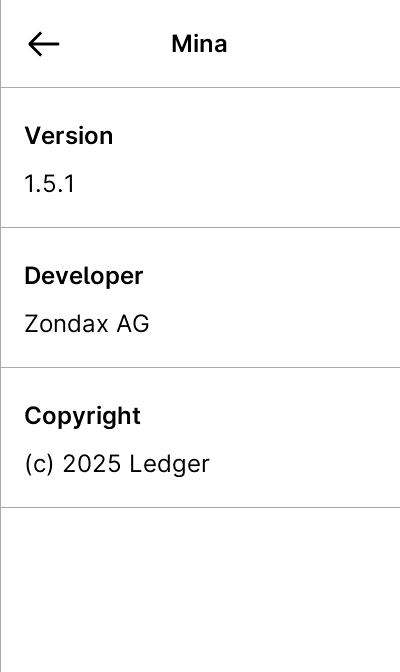 Mina
Version
1.5.1
Developer
Zondax AG
Copyright
(c) 2025 Ledger